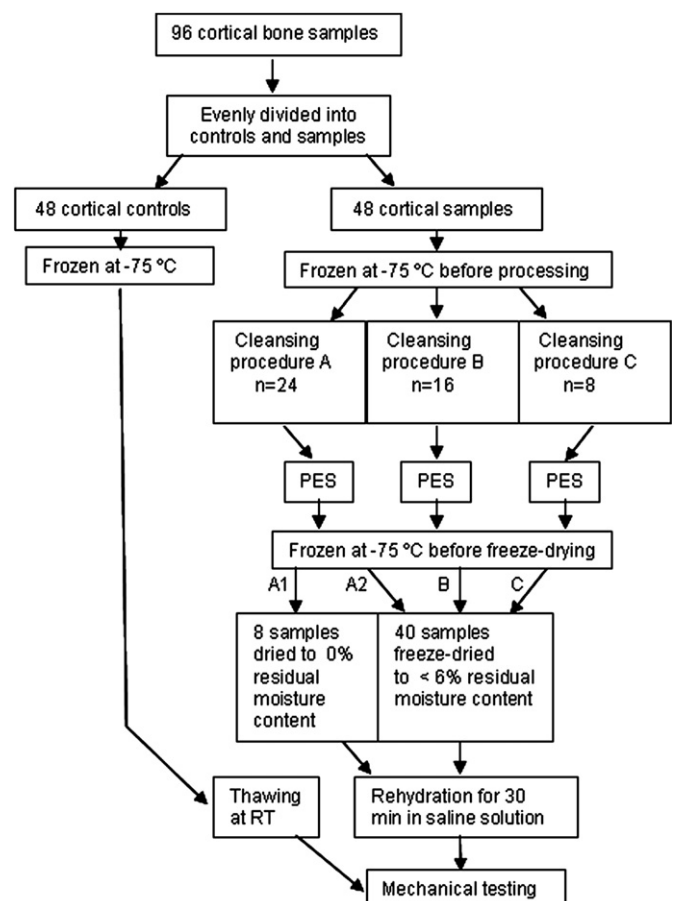 96 cortical bone samples
Evenly divided into
controls and samples
48 cortical controls
48 cortical samples
Frozen at -75 ºC
Frozen at -75 ºC before processing
Cleansing
procedure A
n=24
Cleansing
procedure B
n=16
Cleansing
procedure C
n=8
PES
PES
PES
Frozen at -75 ºC before freeze-drying
A1
A2
B
C
8 samples
dried to 0%
residual
moisture
content
40 samples
freeze-dried
to < 6% residual
moisture content
Thawing
at RT
Rehydration for 30
min in saline solution
Mechanical testing